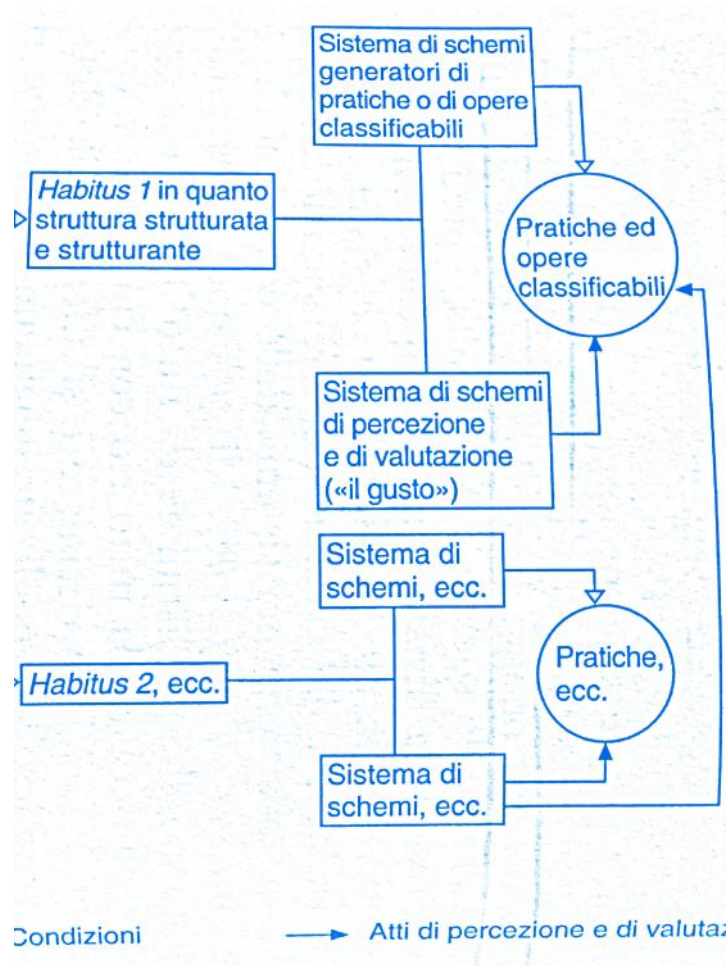 Sistema di schemi
generatori di
pratiche o di opere
classificabili
Habitus 1 in quanto
struttura strutturata
e strutturante
Pratiche ed
opere
classificabili
Sistema di schemi
di percezione
e di valutazione
(«il gusto»)
Sistema di
schemi, ecc.
Habitus 2, ecc.
Pratiche,
ecc.
Sistema di
schemi, ecc.
Condizioni
Atti di percezione e di